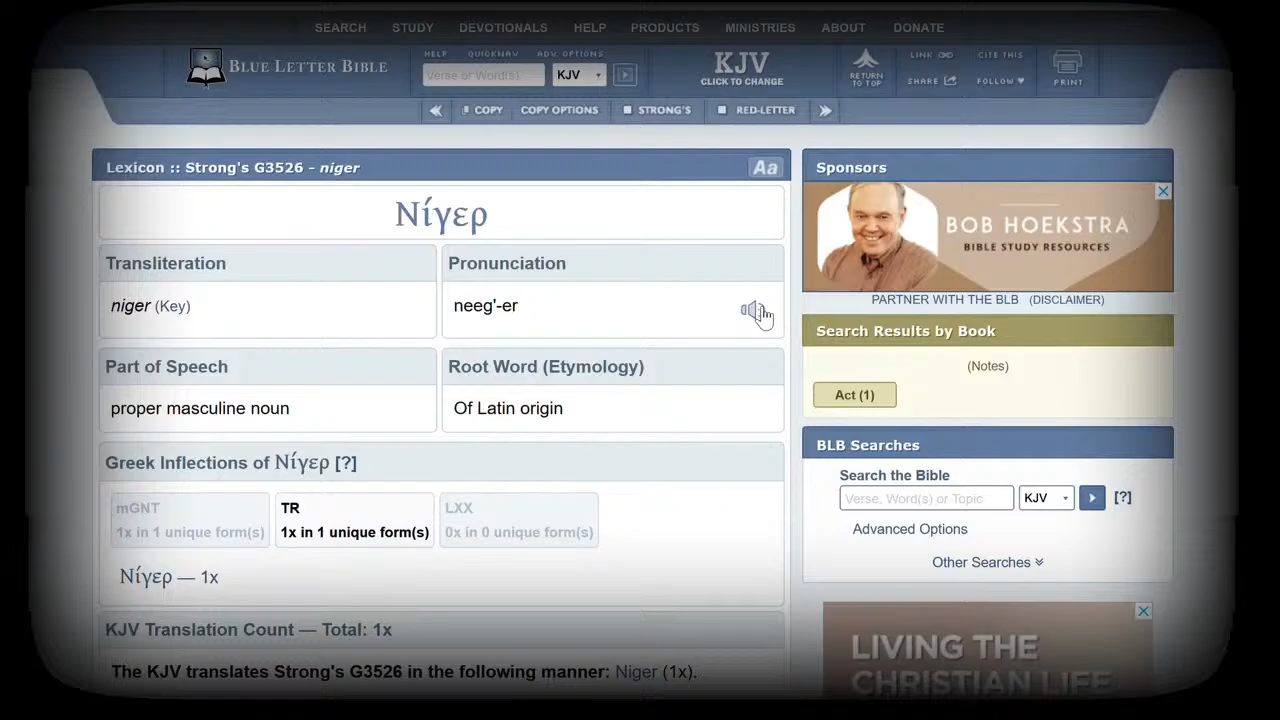 SEARCH STUDY DEVOTIONALS HELP PRODUCTS MINISTRIES ABOUT DONATE
BLUE LETTER BIBLE
HELP QUICKNAV ADV. OPTIONS
Verse or Word(s)
KJV
KJV
CLICK TO CHANGE
RETURN
TO TOP
LINK
CITE THIS
SHARE
FOLLOW
PRINT
COPY COPY OPTIONS STRONG'S RED-LETTER
Lexicon :: Strong's G3526 - niger
Aa
Νίγερ
Transliteration
niger (Key)
Pronunciation
neeg'-er
Part of Speech
proper masculine noun
Root Word (Etymology)
Of Latin origin
Greek Inflections of Νίγερ [?]
mGNT
1x in 1 unique form(s)
TR
1x in 1 unique form(s)
LXX
0x in 0 unique form(s)
Νίγερ — 1x
KJV Translation Count — Total: 1x
The KJV translates Strong's G3526 in the following manner: Niger (1x).
Sponsors
BOB HOEKSTRA
BIBLE STUDY RESOURCES
PARTNER WITH THE BLB (DISCLAIMER)
Search Results by Book
(Notes)
Act (1)
BLB Searches
Search the Bible
Verse, Word(s) or Topic
KJV
[?]
Advanced Options
Other Searches
LIVING THE
CHRISTIAN LIFE